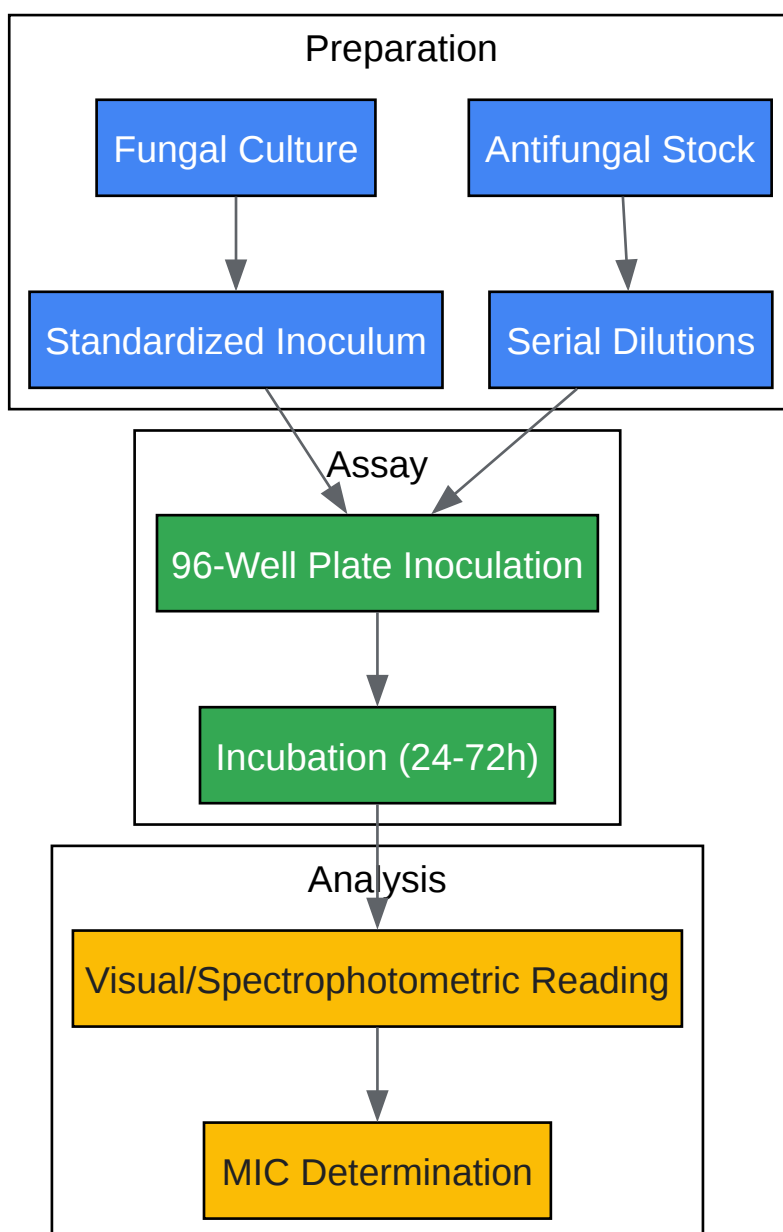 Preparation
Fungal Culture
Antifungal Stock
Standardized Inoculum
Serial Dilutions
Assay
96-Well Plate Inoculation
Incubation (24-72h)
Analysis
Visual/Spectrophotometric Reading
MIC Determination